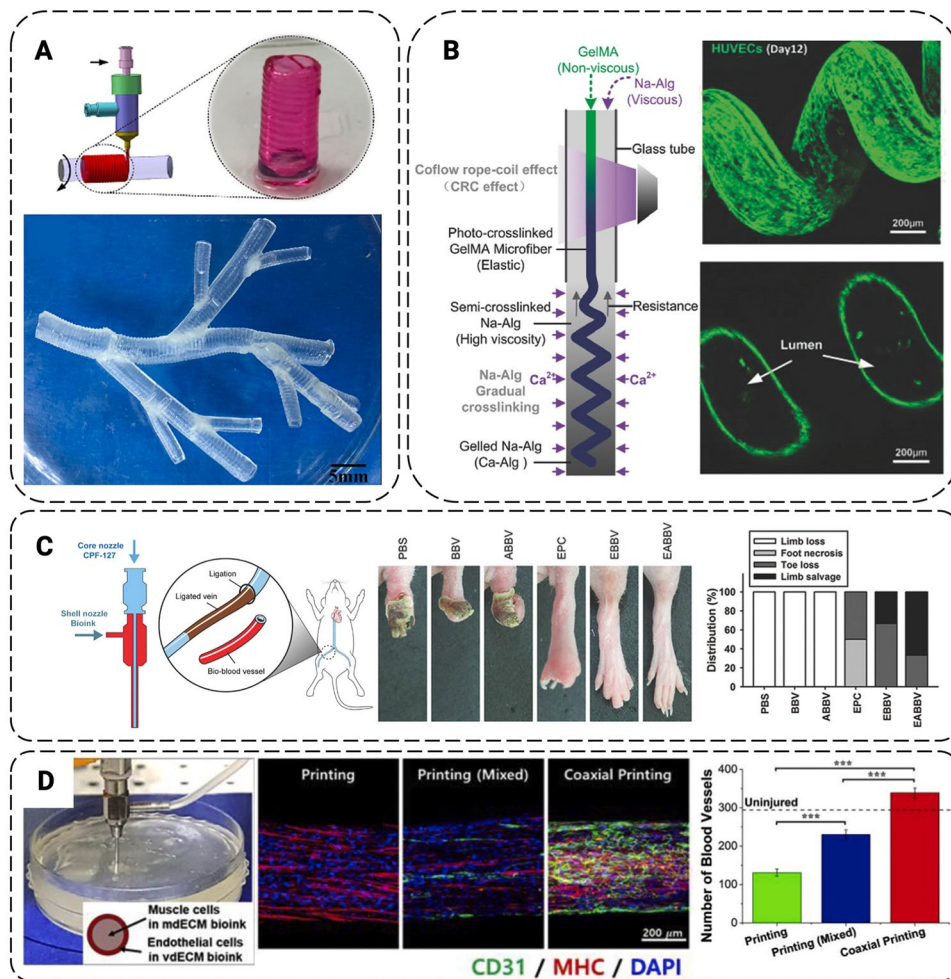 A
5mm
B
GelMA
(Non-viscous)
Na-Alg
(Viscous)
Glass tube
Coflow rope-coil effect
(CRC effect)
Photo-crosslinked
GelMA Microfiber
(Elastic)
Semi-crosslinked
Na-Alg
(High viscosity)
Resistance
Na-Alg
Gradual
crosslinking
Ca²⁺
Ca²⁺
Gelled Na-Alg
(Ca-Alg )
HUVECs (Day12)
200μm
Lumen
200μm
C
Core nozzle
CPF-127
Shell nozzle
Bioink
Ligation
Ligated vein
Bio-blood vessel
PBS
BBV
ABBV
EPC
EBBV
EABBV
Limb loss
Foot necrosis
Toe loss
Limb salvage
Distribution (%)
100
80
60
40
20
0
PBS
BBV
ABBV
EPC
EBBV
EABBV
D
Muscle cells
in mdECM bioink
Endothelial cells
in vdECM bioink
Printing
Printing (Mixed)
Coaxial Printing
200 μm
CD31 / MHC / DAPI
Number of Blood Vessels
400
300
200
100
0
Uninjured
***
***
***
Printing
Printing (Mixed)
Coaxial Printing